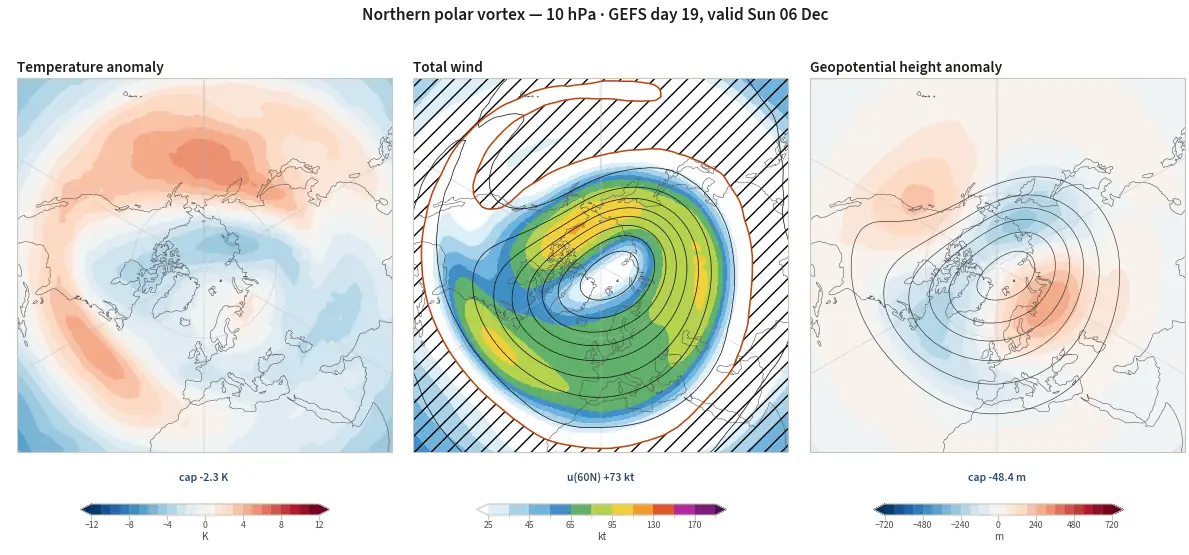 Northern polar vortex — 10 hPa · GEFS day 19, valid Sun 06 Dec
Temperature anomaly
Total wind
Geopotential height anomaly
cap -2.3 K
u(60N) +73 kt
cap -48.4 m
−12 −8 −4 0 4 8 12
K
25 45 65 95 130 170
kt
−720 −480 −240 0 240 480 720
m